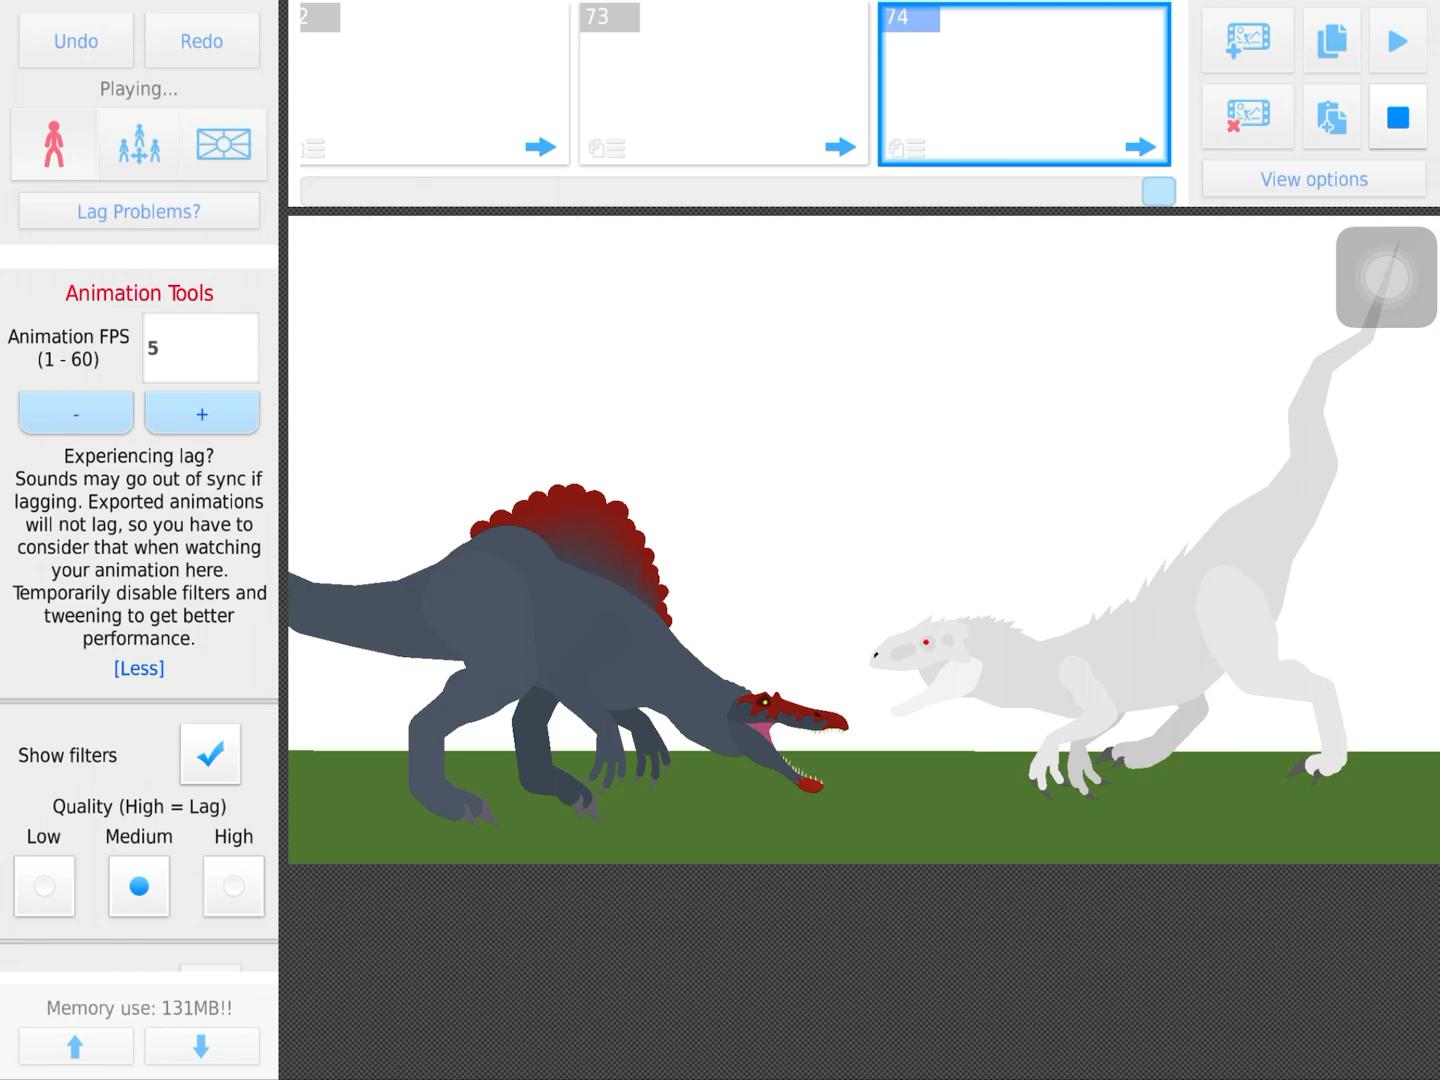 Undo
Redo
Playing...
Lag Problems?
Animation Tools
Animation FPS
(1 - 60)
5
-
+
Experiencing lag?
Sounds may go out of sync if
lagging. Exported animations
will not lag, so you have to
consider that when watching
your animation here.
Temporarily disable filters and
tweening to get better
performance.
[Less]
Show filters
Quality (High = Lag)
Low
Medium
High
Memory use: 131MB!!
2
73
74
View options